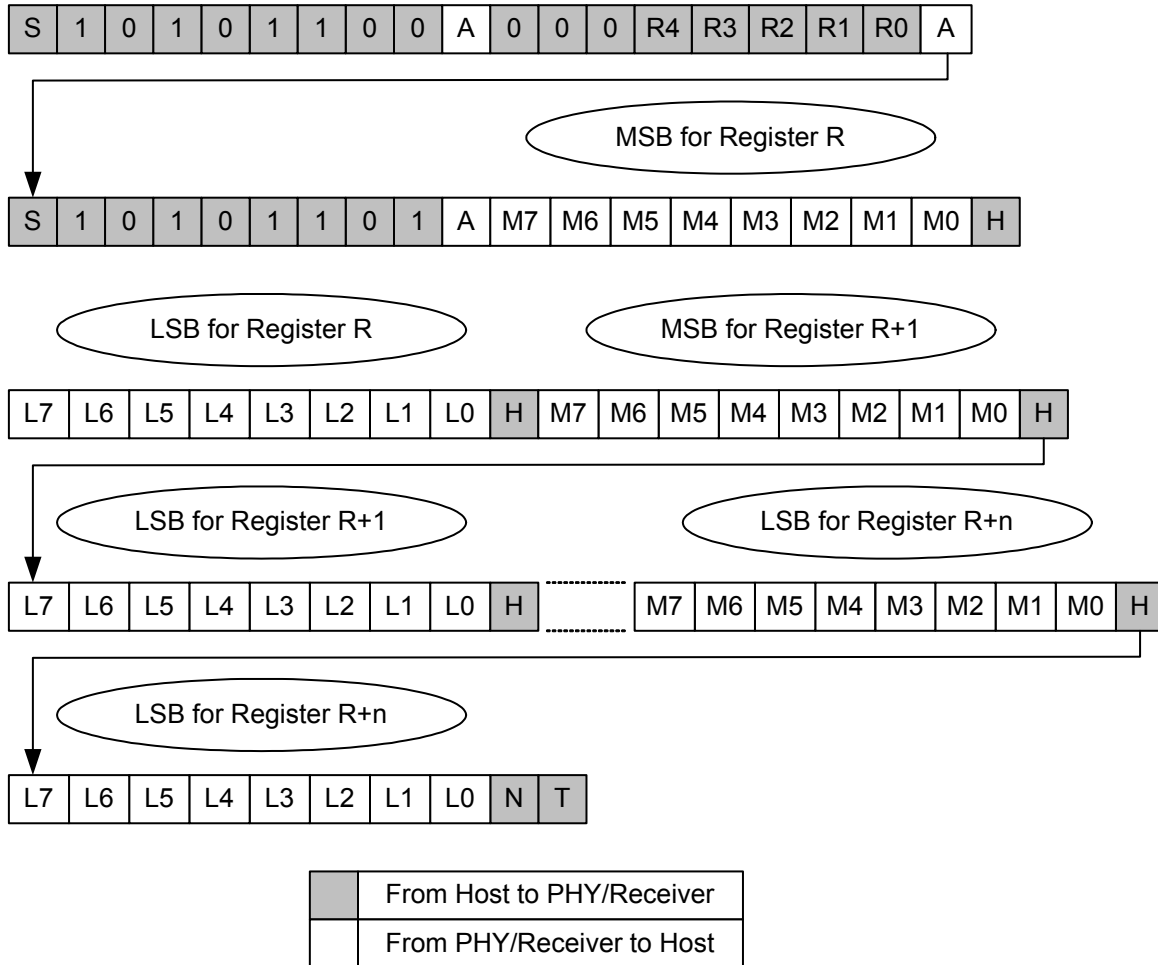 S 1 0 1 0 1 1 0 0 A 0 0 0 R4 R3 R2 R1 R0 A
MSB for Register R
S 1 0 1 0 1 1 0 1 A M7 M6 M5 M4 M3 M2 M1 M0 H
LSB for Register R MSB for Register R+1
L7 L6 L5 L4 L3 L2 L1 L0 H M7 M6 M5 M4 M3 M2 M1 M0 H
LSB for Register R+1 LSB for Register R+n
L7 L6 L5 L4 L3 L2 L1 L0 H M7 M6 M5 M4 M3 M2 M1 M0 H
LSB for Register R+n
L7 L6 L5 L4 L3 L2 L1 L0 N T
From Host to PHY/Receiver
From PHY/Receiver to Host